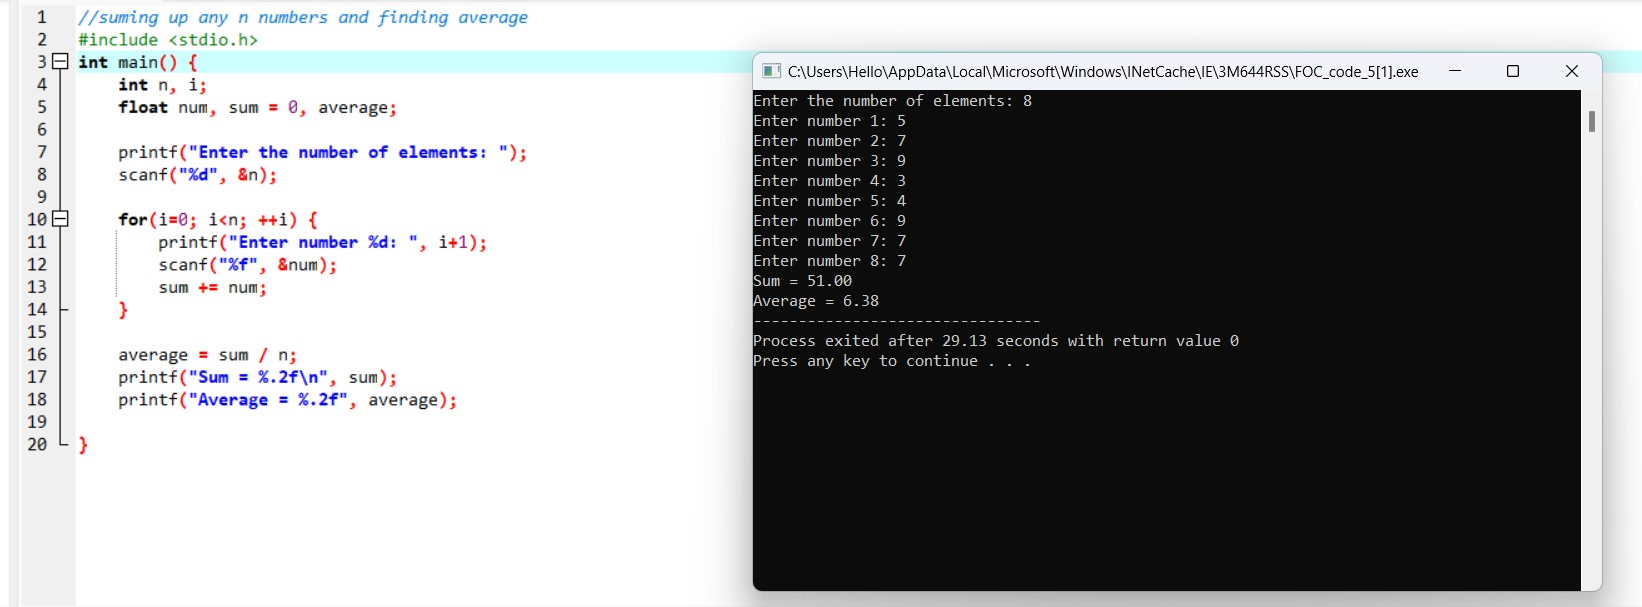 1 //suming up any n numbers and finding average
2 #include <stdio.h>
3 int main() {
4 int n, i;
5 float num, sum = 0, average;
6
7 printf("Enter the number of elements: ");
8 scanf("%d", &n);
9
10 for(i=0; i<n; ++i) {
11 printf("Enter number %d: ", i+1);
12 scanf("%f", &num);
13 sum += num;
14 }
15
16 average = sum / n;
17 printf("Sum = %.2f\n", sum);
18 printf("Average = %.2f", average);
19
20 }
C:\Users\Hello\AppData\Local\Microsoft\Windows\INetCache\IE\3M644RSS\FOC_code_5[1].exe
Enter the number of elements: 8
Enter number 1: 5
Enter number 2: 7
Enter number 3: 9
Enter number 4: 3
Enter number 5: 4
Enter number 6: 9
Enter number 7: 7
Enter number 8: 7
Sum = 51.00
Average = 6.38
--------------------------------
Process exited after 29.13 seconds with return value 0
Press any key to continue . . .